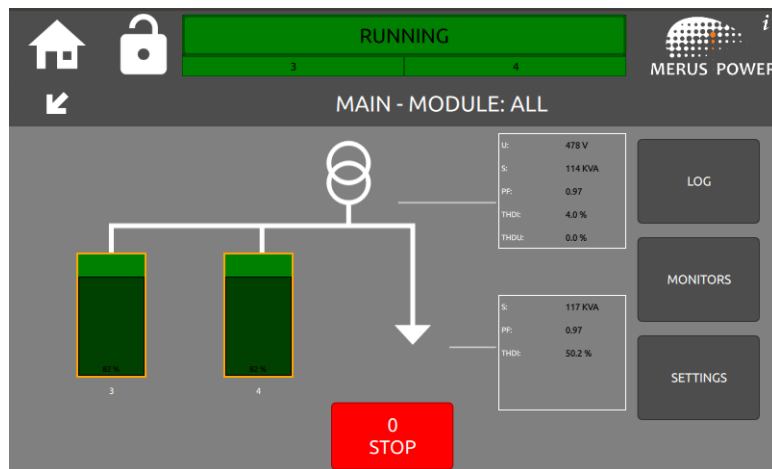 RUNNING
i
3 4
MERUS POWER
MAIN - MODULE: ALL
U: 478 V
S: 114 KVA
PF: 0.97
THDI: 4.0 %
THDU: 0.0 %
LOG
MONITORS
S: 117 KVA
PF: 0.97
THDI: 50.2 %
82 %
82 %
3
4
SETTINGS
0
STOP